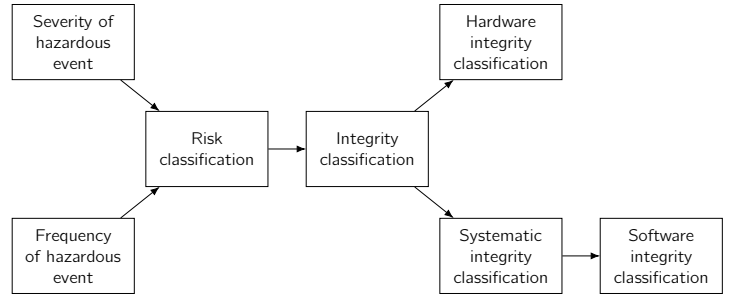 Severity of
hazardous
event
Hardware
integrity
classification
Risk
classification
Integrity
classification
Frequency
of hazardous
event
Systematic
integrity
classification
Software
integrity
classification